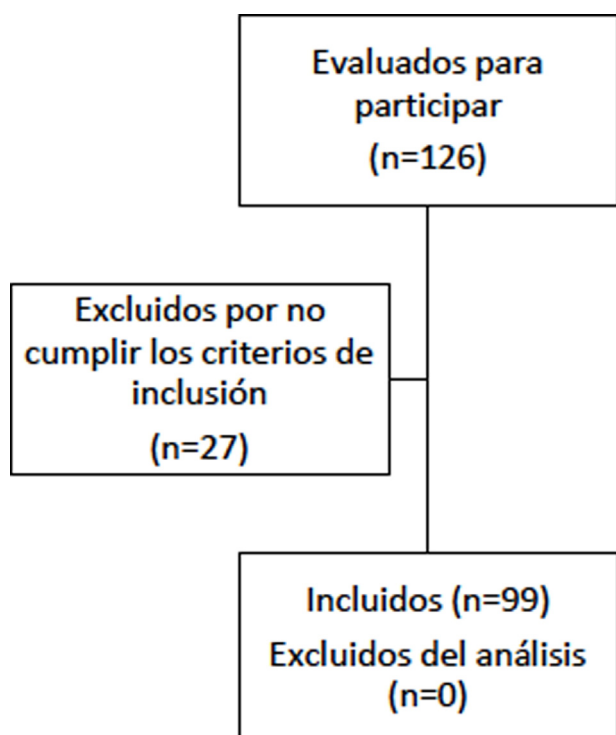 Evaluados para
participar
(n=126)
Excluidos por no
cumplir los criterios de
inclusión
(n=27)
Incluidos (n=99)
Excluidos del análisis
(n=0)